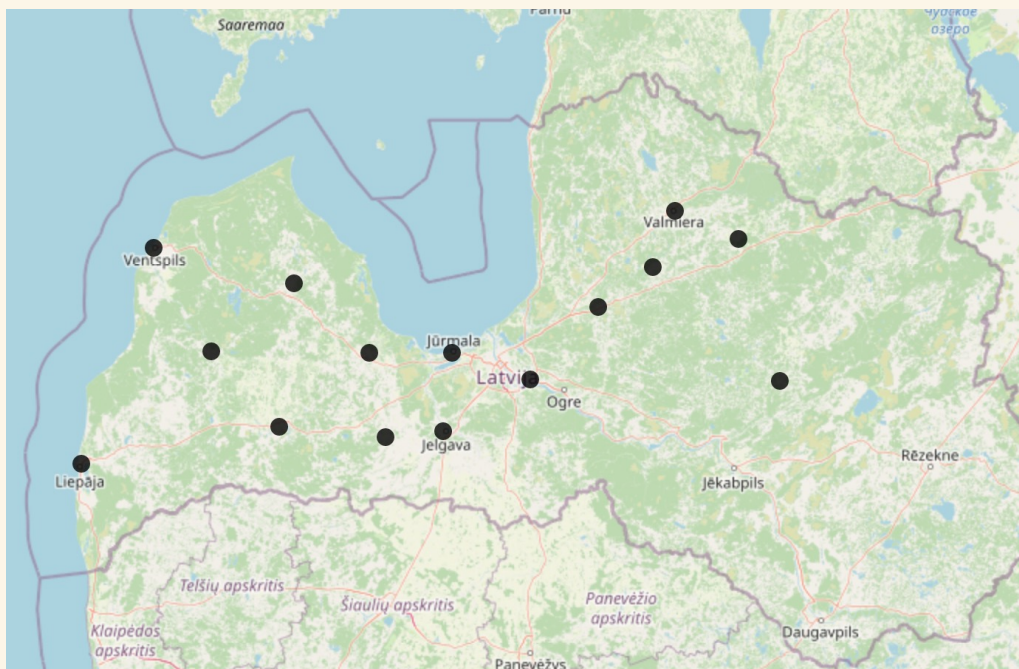 Saaremaa
Pärnu
Чудское
озеро
Valmiera
Ventspils
Jūrmala
Latvija
Ogre
Jelgava
Liepāja
Jēkabpils
Rēzekne
Telšių apskritis
Šiaulių apskritis
Panevėžio
apskritis
Klaipėdos
apskritis
Daugavpils
Panevėžys